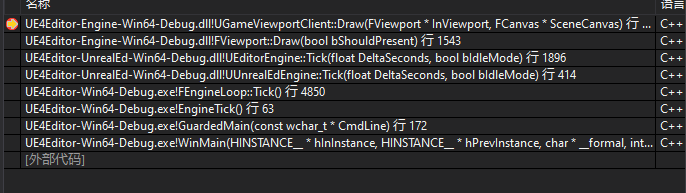 名称 语言
UE4Editor-Engine-Win64-Debug.dll!UGameViewportClient::Draw(FViewport * InViewport, FCanvas * SceneCanvas) 行 ... C++
UE4Editor-Engine-Win64-Debug.dll!FViewport::Draw(bool bShouldPresent) 行 1543 C++
UE4Editor-UnrealEd-Win64-Debug.dll!UEditorEngine::Tick(float DeltaSeconds, bool bIdleMode) 行 1896 C++
UE4Editor-UnrealEd-Win64-Debug.dll!UUnrealEdEngine::Tick(float DeltaSeconds, bool bIdleMode) 行 414 C++
UE4Editor-Win64-Debug.exe!FEngineLoop::Tick() 行 4850 C++
UE4Editor-Win64-Debug.exe!EngineTick() 行 63 C++
UE4Editor-Win64-Debug.exe!GuardedMain(const wchar_t * CmdLine) 行 172 C++
UE4Editor-Win64-Debug.exe!WinMain(HINSTANCE__ * hInInstance, HINSTANCE__ * hPrevInstance, char * __formal, int... C++
[外部代码]